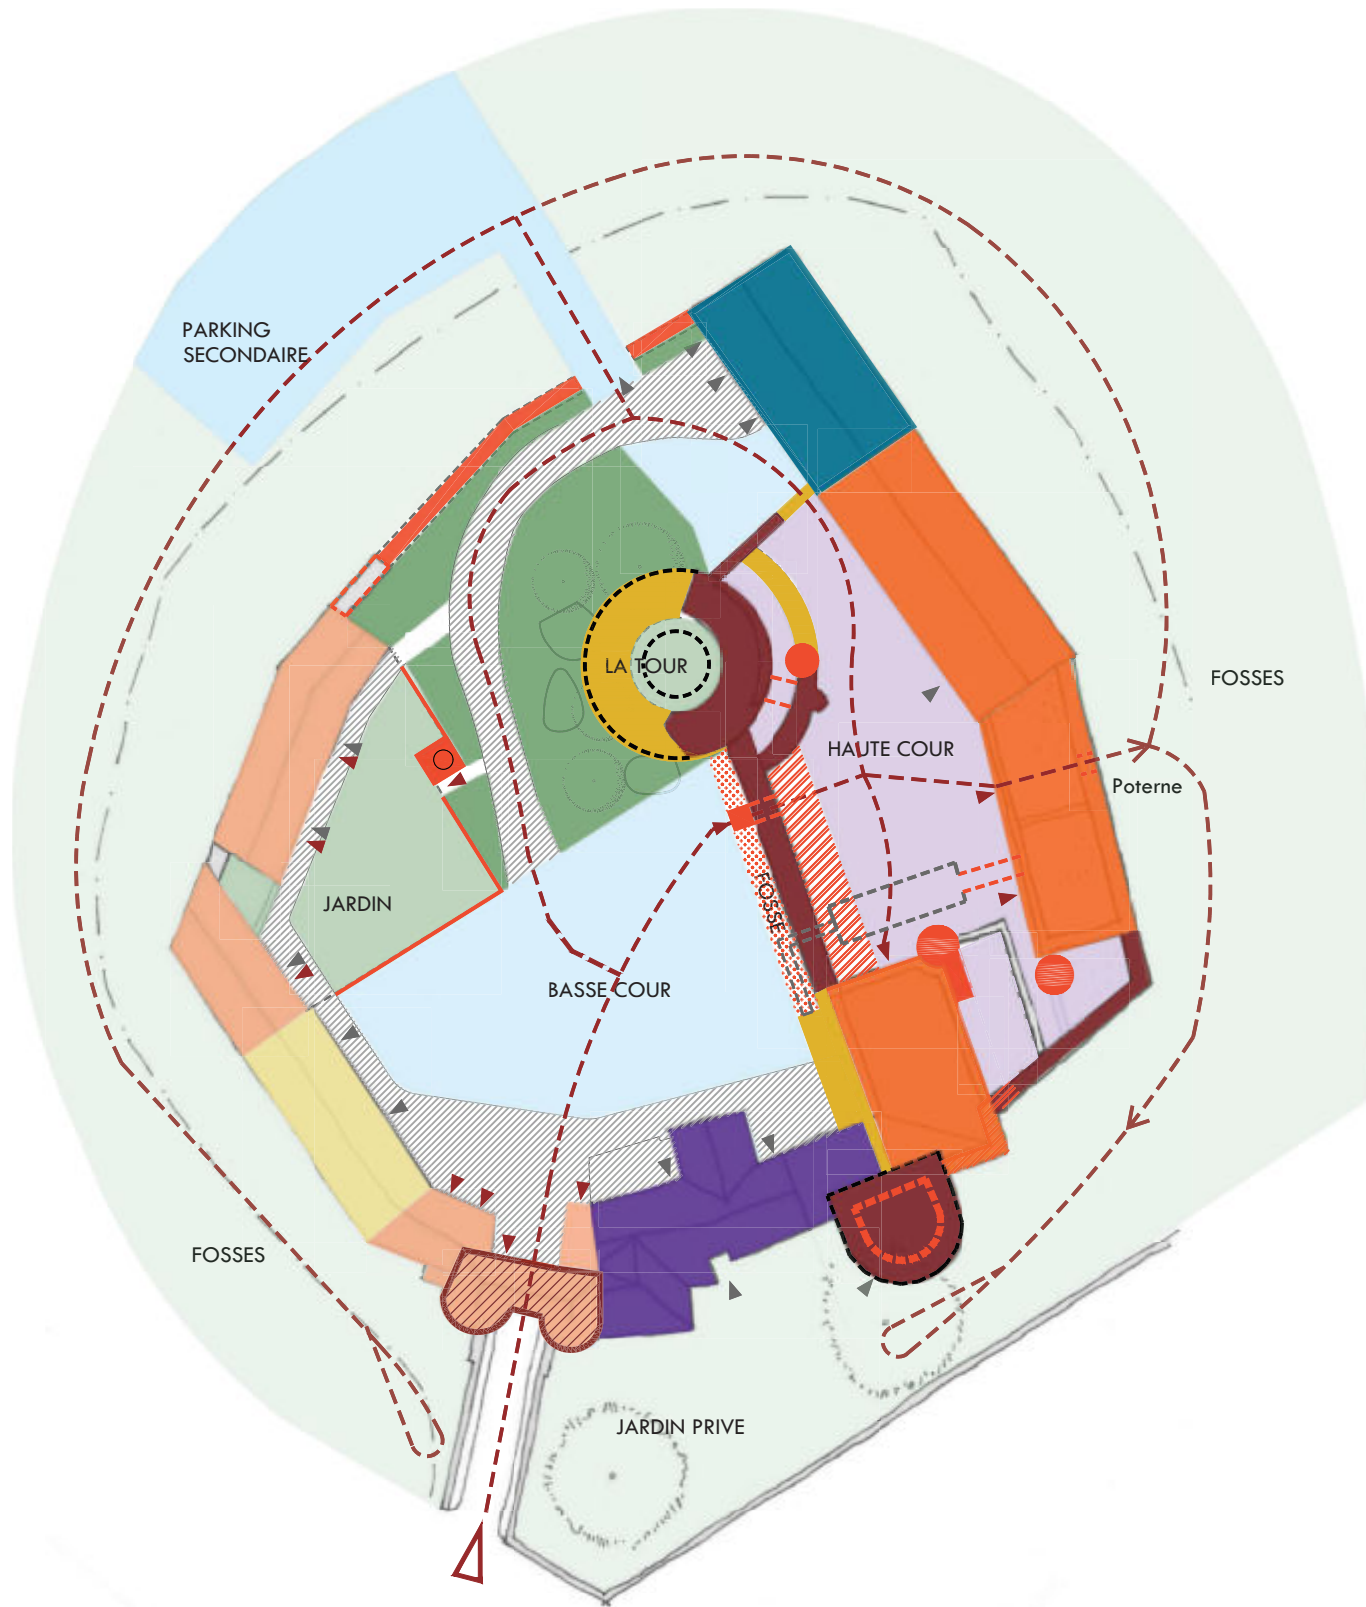 PARKING
SECONDAIRE
LA TOUR
FOSSES
HAUTE COUR
Poterne
FOSSE
JARDIN
BASSE COUR
FOSSES
JARDIN PRIVE